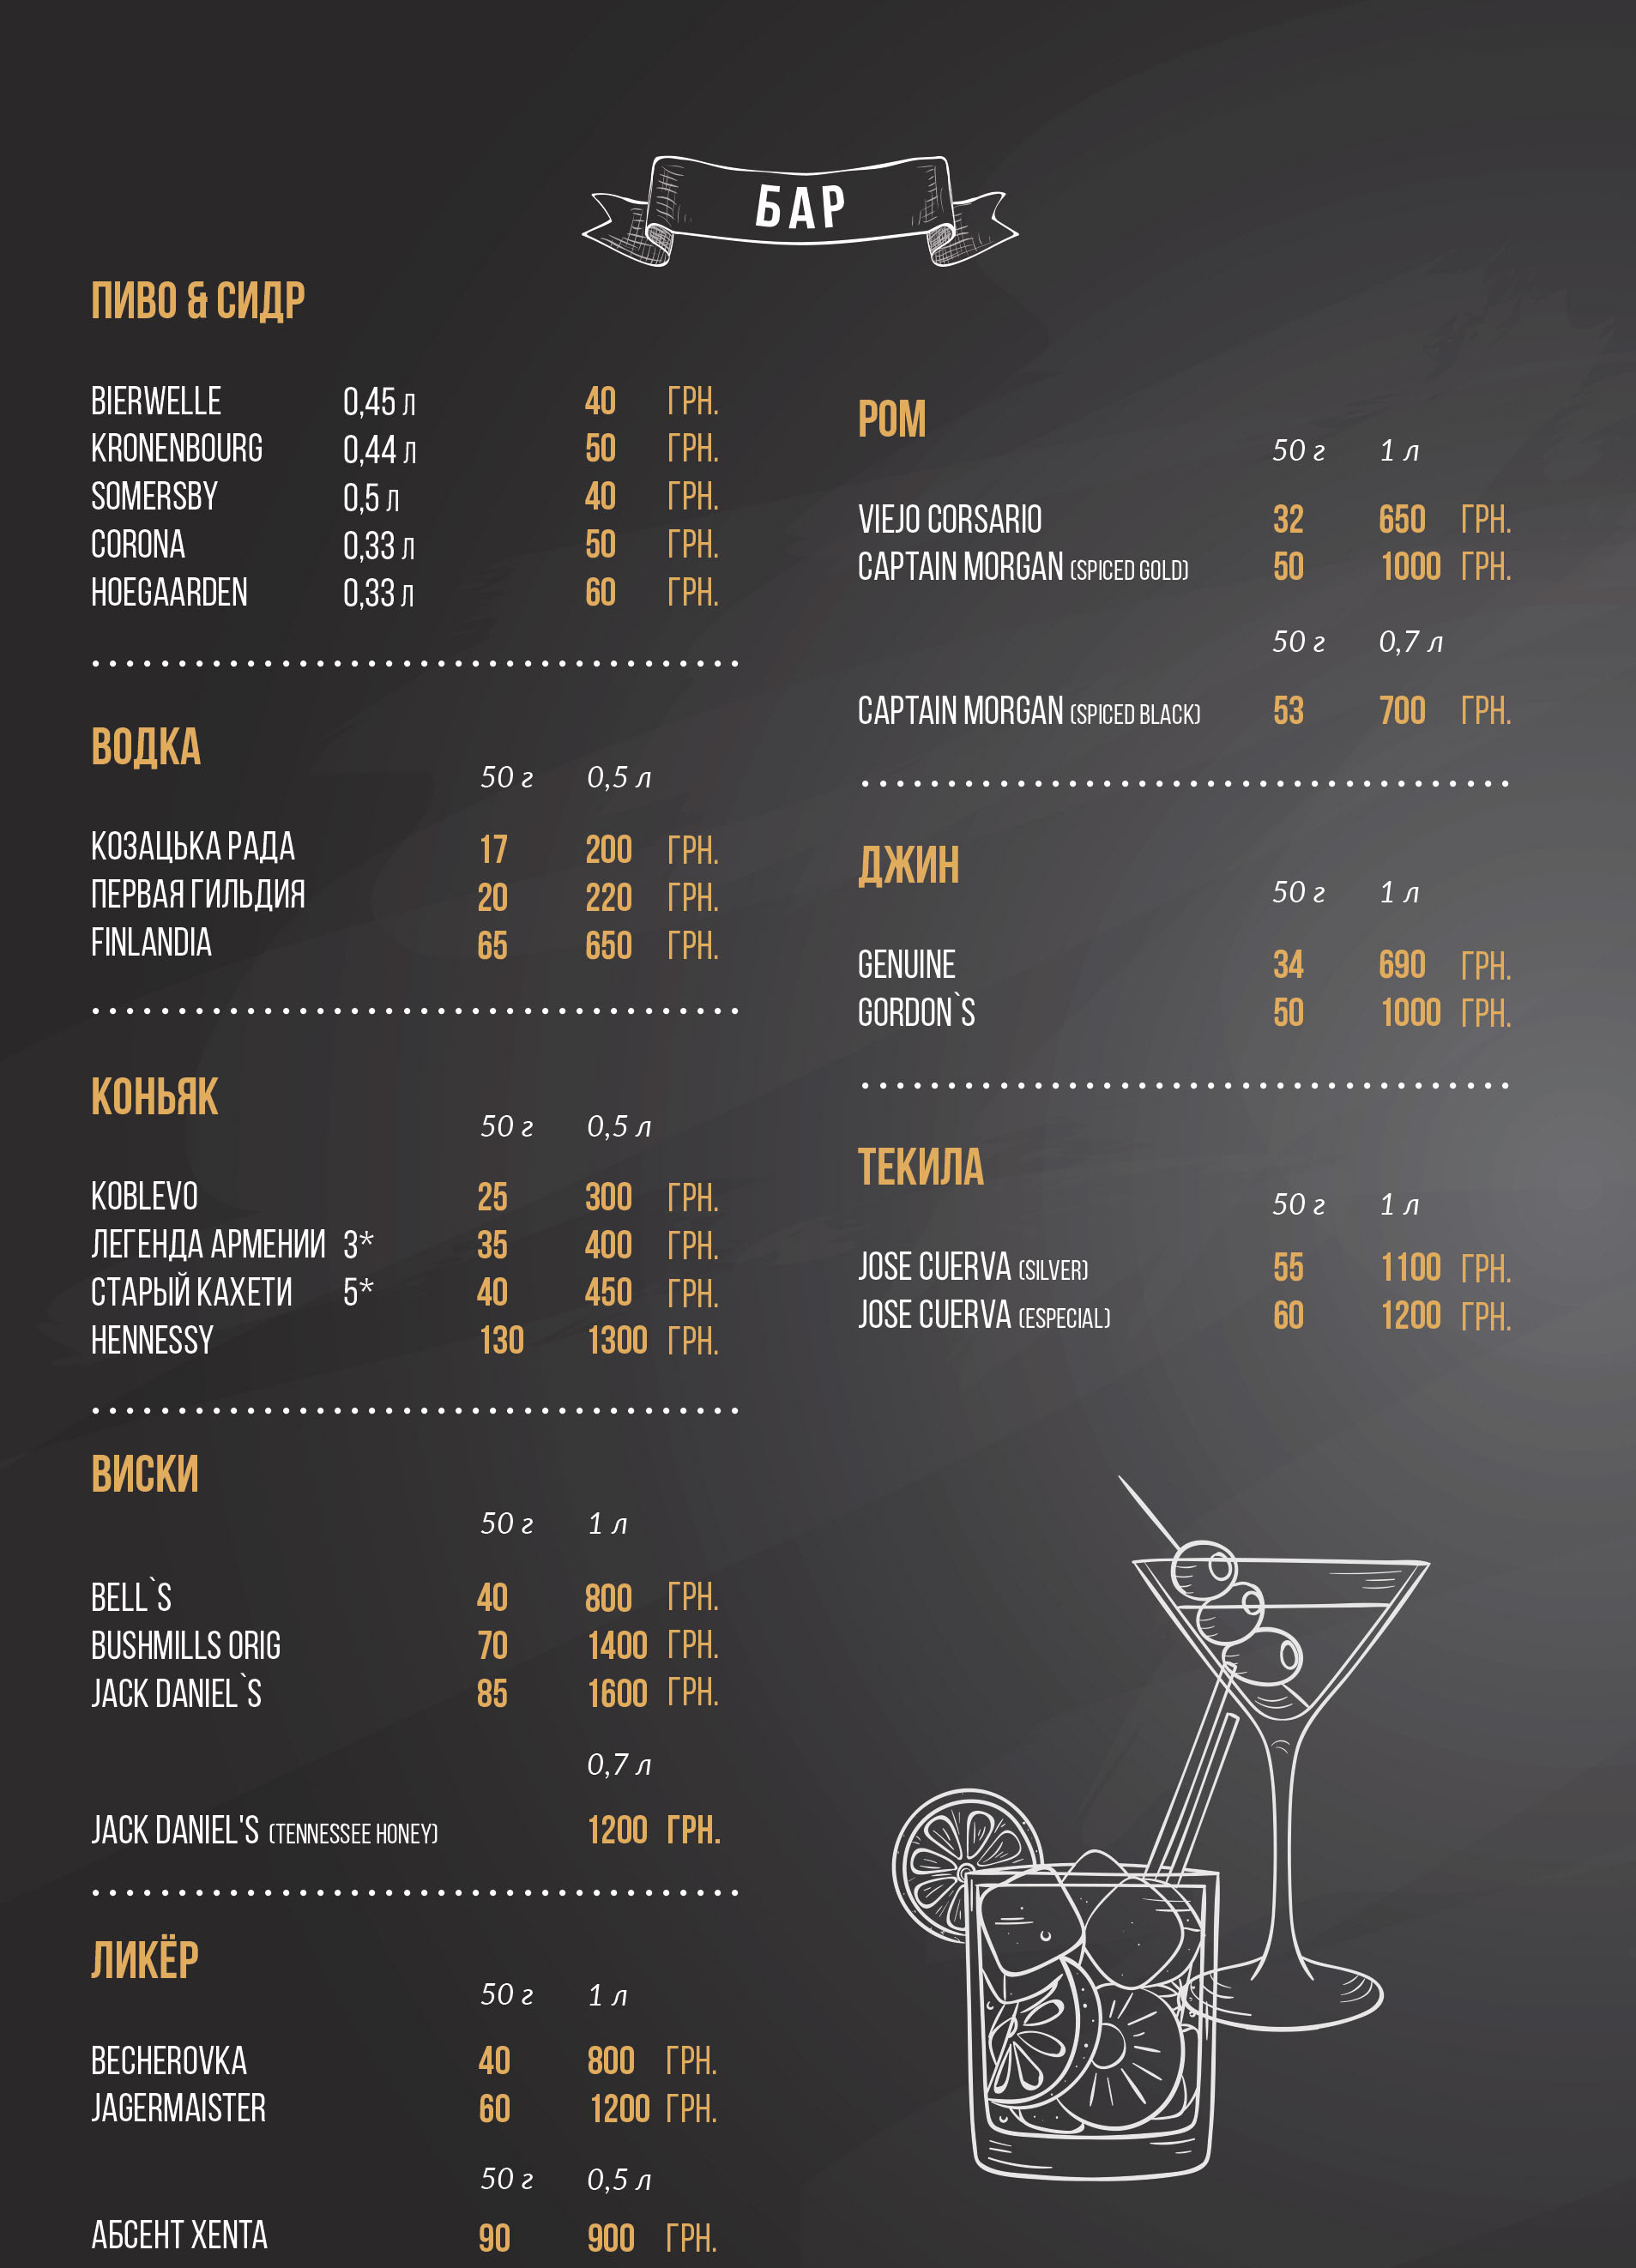 БАР
ПИВО & СИДР
BIERWELLE 0,45 л 40 ГРН.
KRONENBOURG 0,44 л 50 ГРН.
SOMERSBY 0,5 л 40 ГРН.
CORONA 0,33 л 50 ГРН.
HOEGAARDEN 0,33 л 60 ГРН.
ВОДКА
50 г 0,5 л
КОЗАЦЬКА РАДА 17 200 ГРН.
ПЕРВАЯ ГИЛЬДИЯ 20 220 ГРН.
FINLANDIA 65 650 ГРН.
КОНЬЯК
50 г 0,5 л
KOBLEVO 25 300 ГРН.
ЛЕГЕНДА АРМЕНИИ 3* 35 400 ГРН.
СТАРЫЙ КАХЕТИ 5* 40 450 ГРН.
HENNESSY 130 1300 ГРН.
ВИСКИ
50 г 1 л
BELL`S 40 800 ГРН.
BUSHMILLS ORIG 70 1400 ГРН.
JACK DANIEL`S 85 1600 ГРН.
0,7 л
JACK DANIEL'S (TENNESSEE HONEY) 1200 ГРН.
ЛИКЁР
50 г 1 л
BECHEROVKA 40 800 ГРН.
JAGERMAISTER 60 1200 ГРН.
50 г 0,5 л
АБСЕНТ XENTA 90 900 ГРН.
РОМ
50 г 1 л
VIEJO CORSARIO 32 650 ГРН.
CAPTAIN MORGAN (SPICED GOLD) 50 1000 ГРН.
50 г 0,7 л
CAPTAIN MORGAN (SPICED BLACK) 53 700 ГРН.
ДЖИН
50 г 1 л
GENUINE 34 690 ГРН.
GORDON`S 50 1000 ГРН.
ТЕКИЛА
50 г 1 л
JOSE CUERVA (SILVER) 55 1100 ГРН.
JOSE CUERVA (ESPECIAL) 60 1200 ГРН.